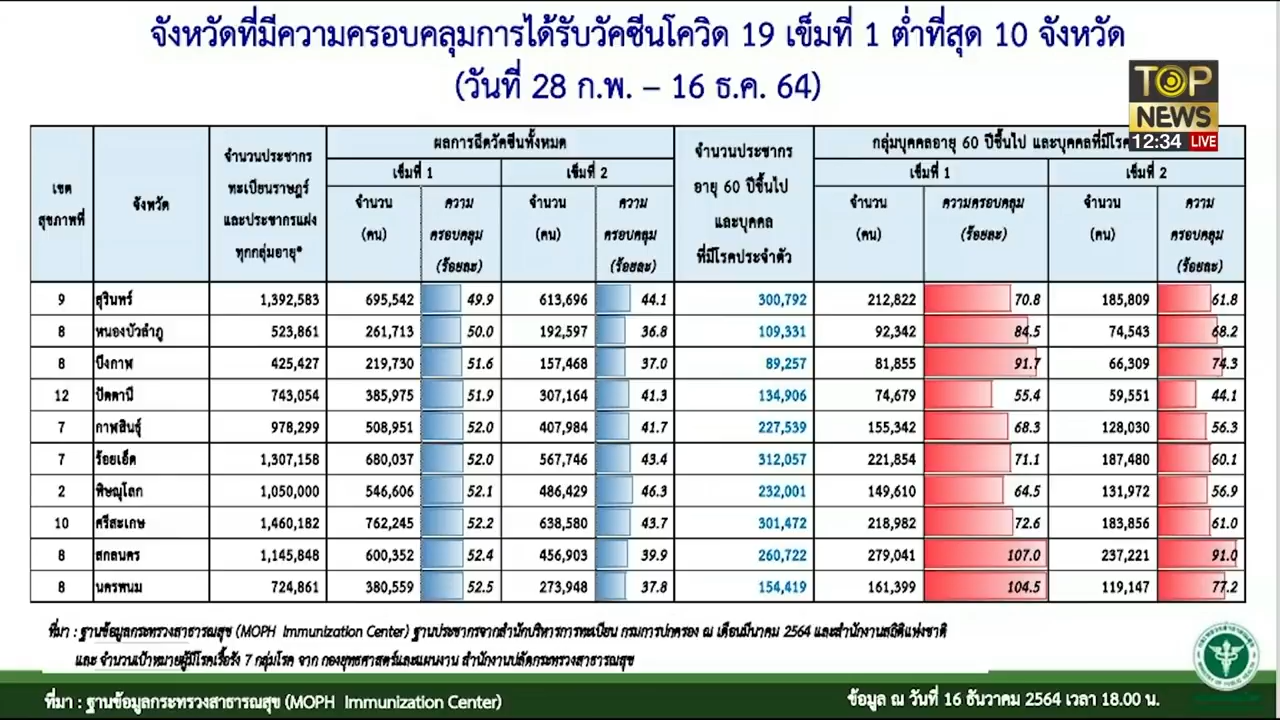 จังหวัดที่มีความครอบคลุมการได้รับวัคซีนโควิด 19 เข็มที่ 1 ต่ำที่สุด 10 จังหวัด
(วันที่ 28 ก.พ. – 16 ธ.ค. 64)
TOP
NEWS
12:34 LIVE
เขต
สุขภาพที่
จังหวัด
จำนวนประชากร
ทะเบียนราษฎร์
และประชากรแฝง
ทุกกลุ่มอายุ*
ผลการฉีดวัคซีนทั้งหมด
เข็มที่ 1
เข็มที่ 2
จำนวน
(คน)
ความ
ครอบคลุม
(ร้อยละ)
จำนวน
(คน)
ความ
ครอบคลุม
(ร้อยละ)
จำนวนประชากร
อายุ 60 ปีขึ้นไป
และบุคคล
ที่มีโรคประจำตัว
กลุ่มบุคคลอายุ 60 ปีขึ้นไป และบุคคลที่มีโร
เข็มที่ 1
เข็มที่ 2
จำนวน
(คน)
ความครอบคลุม
(ร้อยละ)
จำนวน
(คน)
ความ
ครอบคลุม
(ร้อยละ)
9 สุรินทร์ 1,392,583 695,542 49.9 613,696 44.1 300,792 212,822 70.8 185,809 61.8
8 หนองบัวลำภู 523,861 261,713 50.0 192,597 36.8 109,331 92,342 84.5 74,543 68.2
8 บึงกาฬ 425,427 219,730 51.6 157,468 37.0 89,257 81,855 91.7 66,309 74.3
12 ปัตตานี 743,054 385,975 51.9 307,164 41.3 134,906 74,679 55.4 59,551 44.1
7 กาฬสินธุ์ 978,299 508,951 52.0 407,984 41.7 227,539 155,342 68.3 128,030 56.3
7 ร้อยเอ็ด 1,307,158 680,037 52.0 567,746 43.4 312,057 221,854 71.1 187,480 60.1
2 พิษณุโลก 1,050,000 546,606 52.1 486,429 46.3 232,001 149,610 64.5 131,972 56.9
10 ศรีสะเกษ 1,460,182 762,245 52.2 638,580 43.7 301,472 218,982 72.6 183,856 61.0
8 สกลนคร 1,145,848 600,352 52.4 456,903 39.9 260,722 279,041 107.0 237,221 91.0
8 นครพนม 724,861 380,559 52.5 273,948 37.8 154,419 161,399 104.5 119,147 77.2
ที่มา : ฐานข้อมูลกระทรวงสาธารณสุข (MOPH Immunization Center) ฐานประชากรจากสำนักบริหารการทะเบียน กรมการปกครอง ณ เดือนมีนาคม 2564 และสำนักงานสถิติแห่งชาติ
และ จำนวนเป้าหมายผู้มีโรคเรื้อรัง 7 กลุ่มโรค จาก กองยุทธศาสตร์และแผนงาน สำนักงานปลัดกระทรวงสาธารณสุข
ที่มา : ฐานข้อมูลกระทรวงสาธารณสุข (MOPH Immunization Center)
ข้อมูล ณ วันที่ 16 ธันวาคม 2564 เวลา 18.00 น.